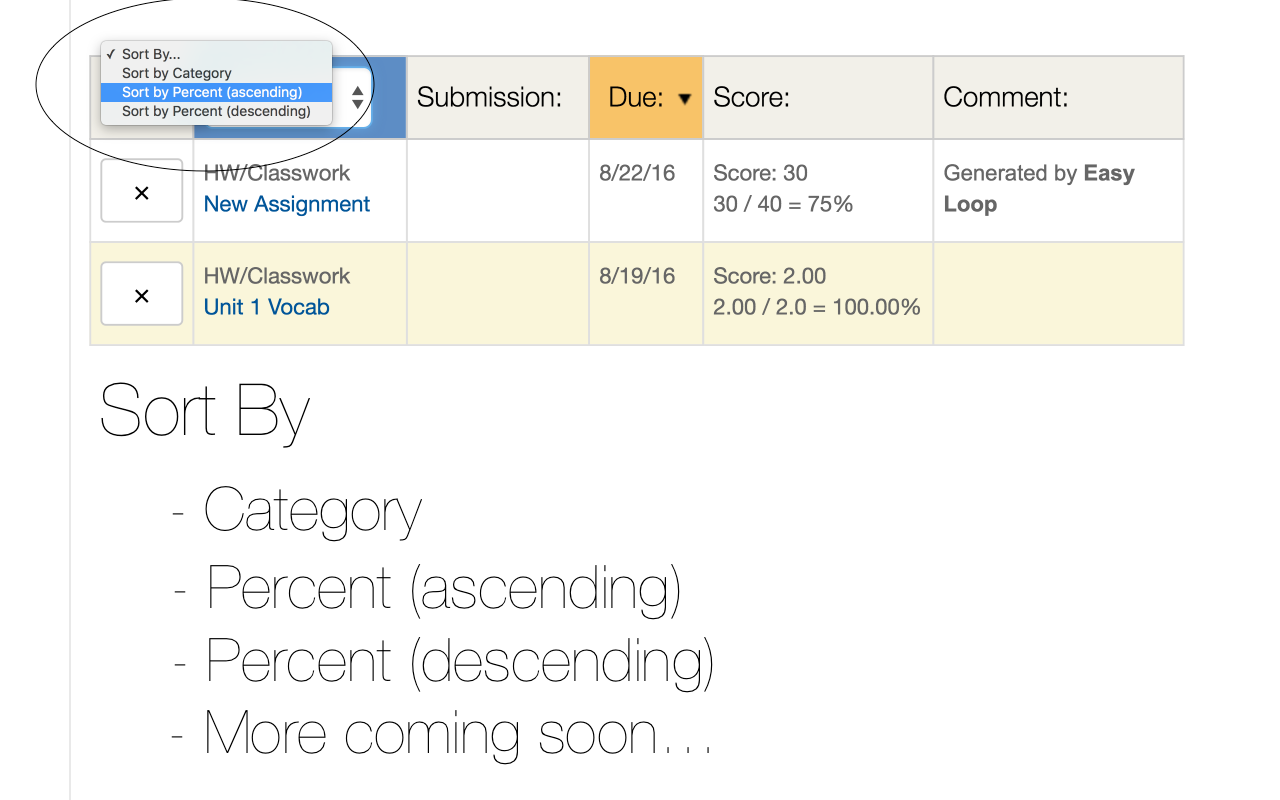 ✓ Sort By...
Sort by Category
Sort by Percent (ascending)
Sort by Percent (descending)
Submission: Due: ▼ Score: Comment:
× HW/Classwork 8/22/16 Score: 30 Generated by Easy
New Assignment 30 / 40 = 75% Loop
× HW/Classwork 8/19/16 Score: 2.00
Unit 1 Vocab 2.00 / 2.0 = 100.00%
Sort By
- Category
- Percent (ascending)
- Percent (descending)
- More coming soon...